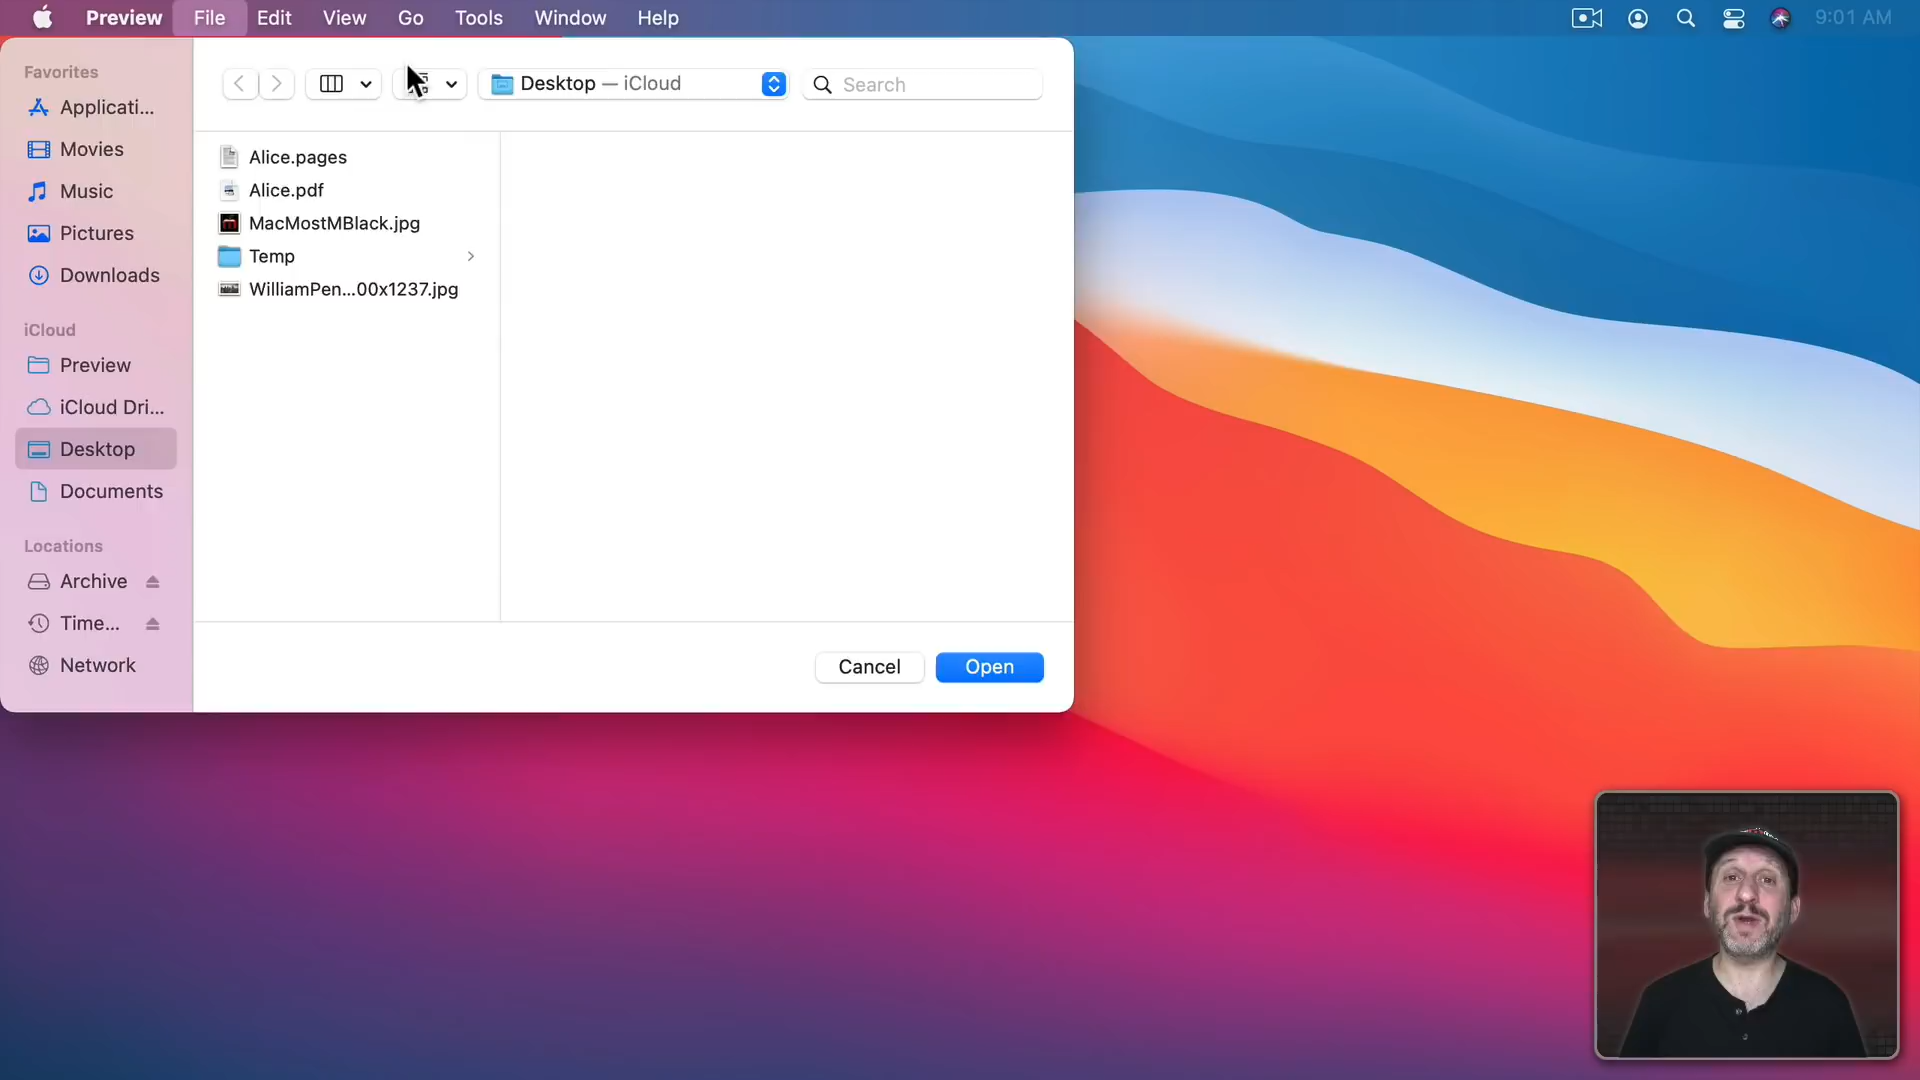 Preview File Edit View Go Tools Window Help 9:01 AM
Favorites
Applicati...
Movies
Music
Pictures
Downloads
iCloud
Preview
iCloud Dri...
Desktop
Documents
Locations
Archive
Time...
Network
Desktop — iCloud
Search
Alice.pages
Alice.pdf
MacMostMBlack.jpg
Temp
WilliamPen...00x1237.jpg
Cancel Open